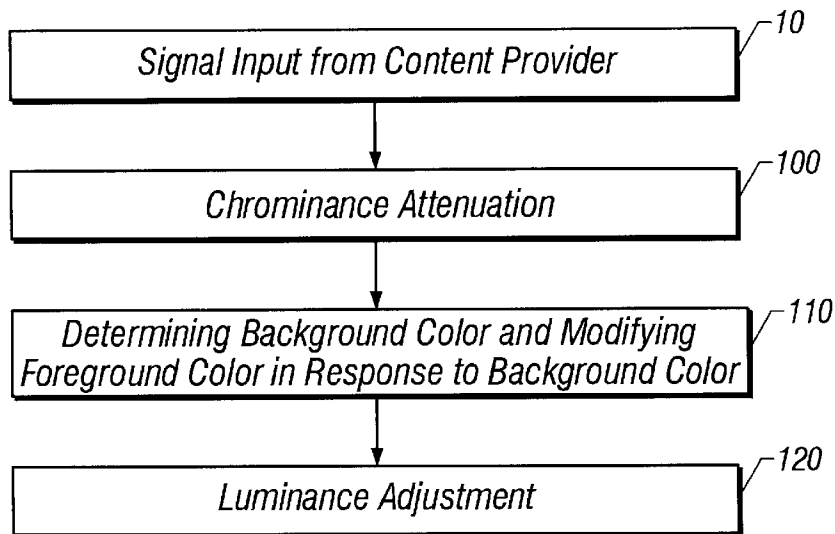 10
Signal Input from Content Provider
100
Chrominance Attenuation
110
Determining Background Color and Modifying
Foreground Color in Response to Background Color
120
Luminance Adjustment